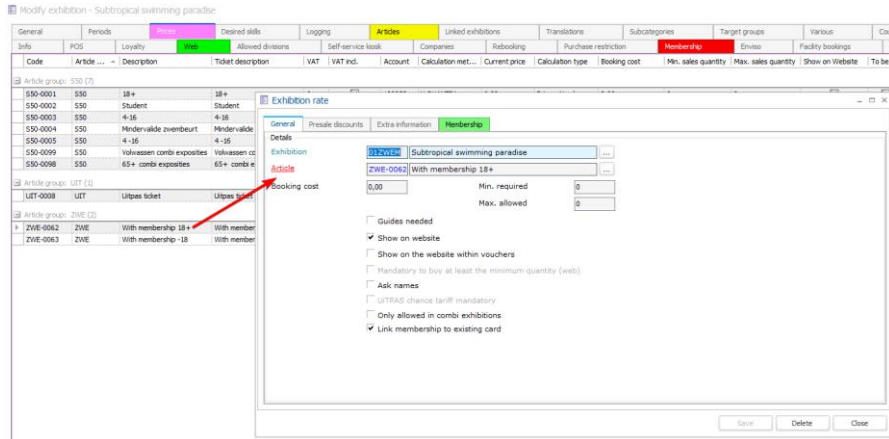 Modify exhibition - Subtropical swimming paradise
General Periods Prices Desired skills Logging Articles Linked exhibitions Translations Subcategories Target groups Various
Info POS Loyalty Web Allowed divisions Self-service kiosk Companies Rebooking Purchase restriction Membership Enviso Facility bookings
Code Article ... Description Ticket description VAT VAT incl. Account Calculation met... Current price Calculation type Booking cost Min. sales quantity Max. sales quantity Show on Website To be
Article group: S50 (7)
S50-0001 S50 18+ 18+
S50-0002 S50 Student Student
S50-0003 S50 4-16 4-16
S50-0004 S50 Mindervalide zwembeurt Mindervalide
S50-0005 S50 4 -16 4 -16
S50-0099 S50 Volwassen combi exposities Volwassen co
S50-0098 S50 65+ combi exposities 65+ combi e
Article group: UIT (1)
UIT-0008 UIT Uitpas ticket Uitpas ticket
Article group: ZWE (2)
ZWE-0062 ZWE With membership 18+ With member
ZWE-0063 ZWE With membership -18 With member
Exhibition rate
General Presale discounts Extra information Membership
Details
Exhibition 01ZWEM Subtropical swimming paradise ...
Article ZWE-0062 With membership 18+ ...
Booking cost 0,00 Min. required 0
Max. allowed 0
Guides needed
Show on website
Show on the website within vouchers
Mandatory to buy at least the minimum quantity (web)
Ask names
UiTPAS chance tariff mandatory
Only allowed in combi exhibitions
Link membership to existing card
Save Delete Close